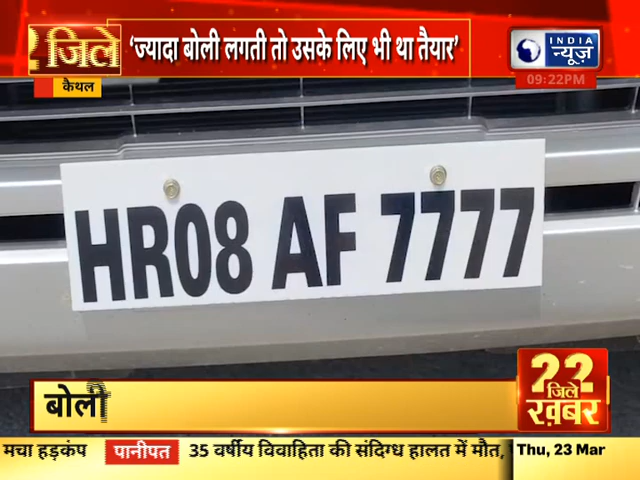 2 जिले
'ज्यादा बोली लगती तो उसके लिए भी था तैयार'
INDIA
न्यूज़
09:22PM
कैथल
HR08 AF 7777
बोली
22
जिले
ख़बर
मचा हड़कंप पानीपत 35 वर्षीय विवाहिता की संदिग्ध हालत में मौत, Thu, 23 Mar